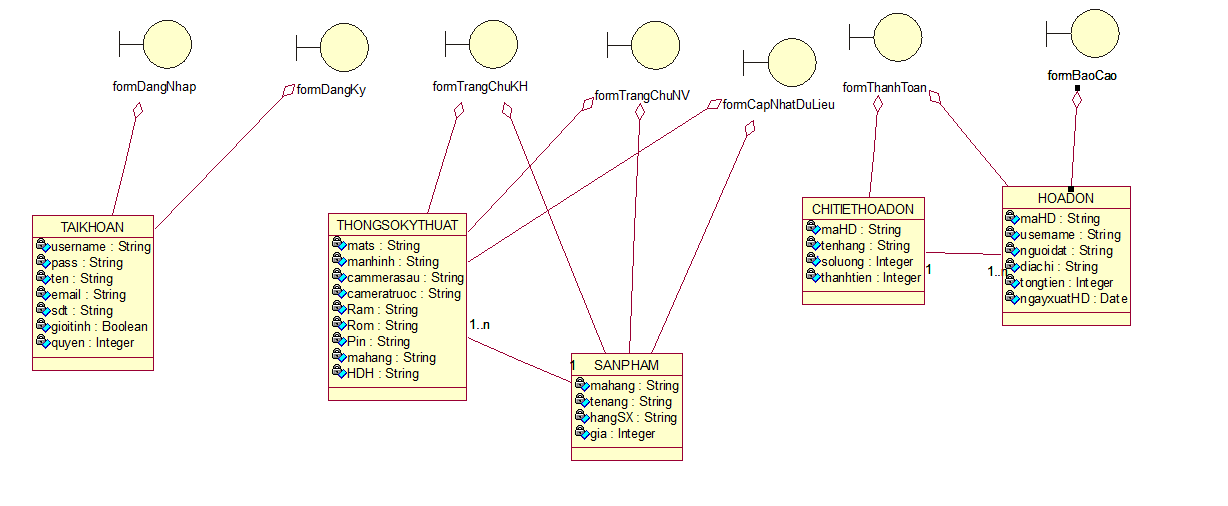 formDangNhap
formDangKy
formTrangChuKH
formTrangChuNV
formCapNhatDuLieu
formThanhToan
formBaoCao
TAIKHOAN
username : String
pass : String
ten : String
email : String
sdt : String
gioitinh : Boolean
quyen : Integer
THONGSOKYTHUAT
mats : String
manhinh : String
cammerasau : String
cameratruoc : String
Ram : String
Rom : String
Pin : String
mahang : String
HDH : String
1..n
1
SANPHAM
mahang : String
tenang : String
hangSX : String
gia : Integer
CHITIETHOADON
maHD : String
tenhang : String
soluong : Integer
thanhtien : Integer
1
HOADON
maHD : String
username : String
nguoidat : String
diachi : String
tongtien : Integer
ngayxuatHD : Date